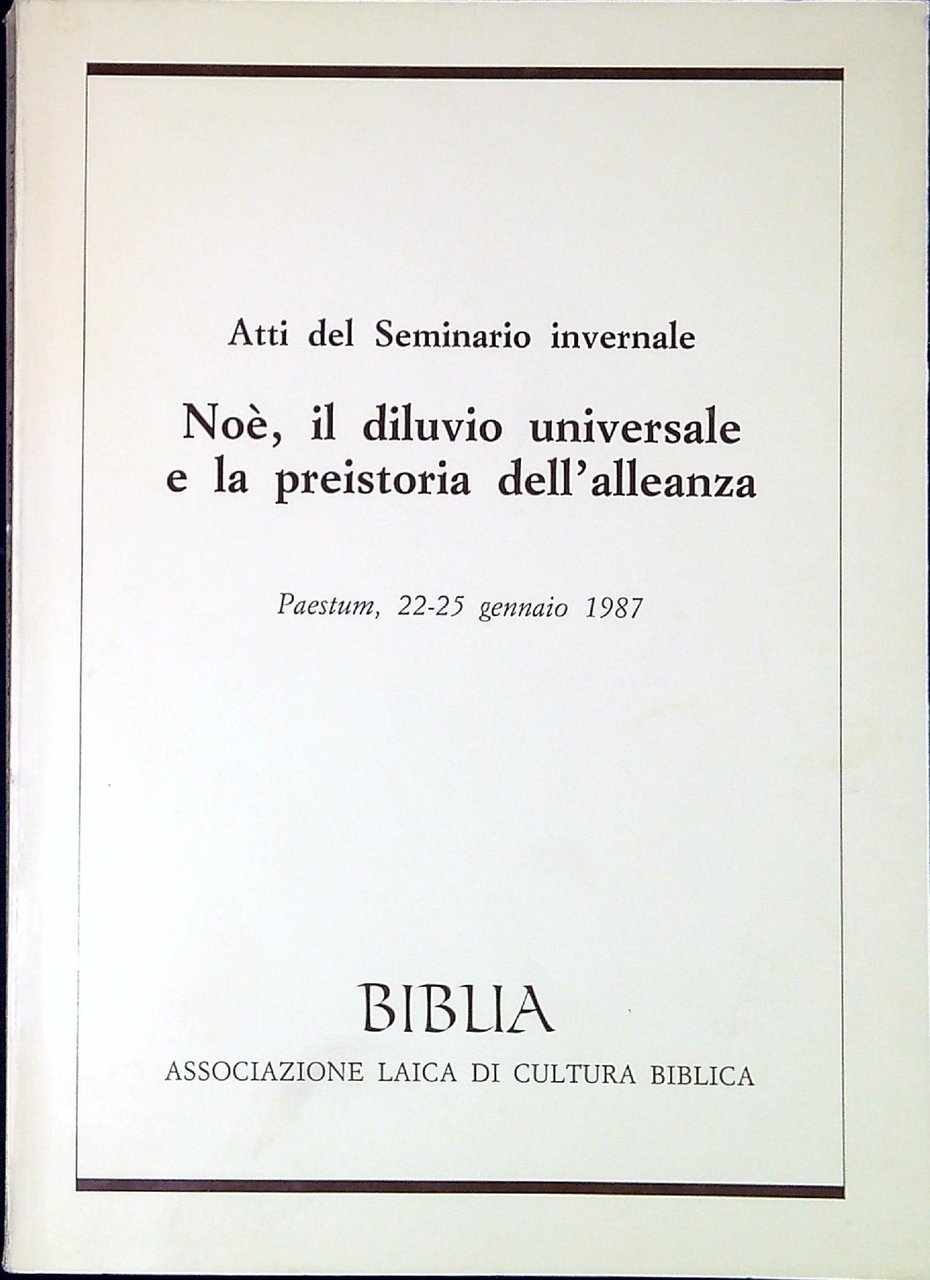 Atti del Seminario invernale
Noè, il diluvio universale
e la preistoria dell’alleanza
Paestum, 22-25 gennaio 1987
BIBLIA
ASSOCIAZIONE LAICA DI CULTURA BIBLICA